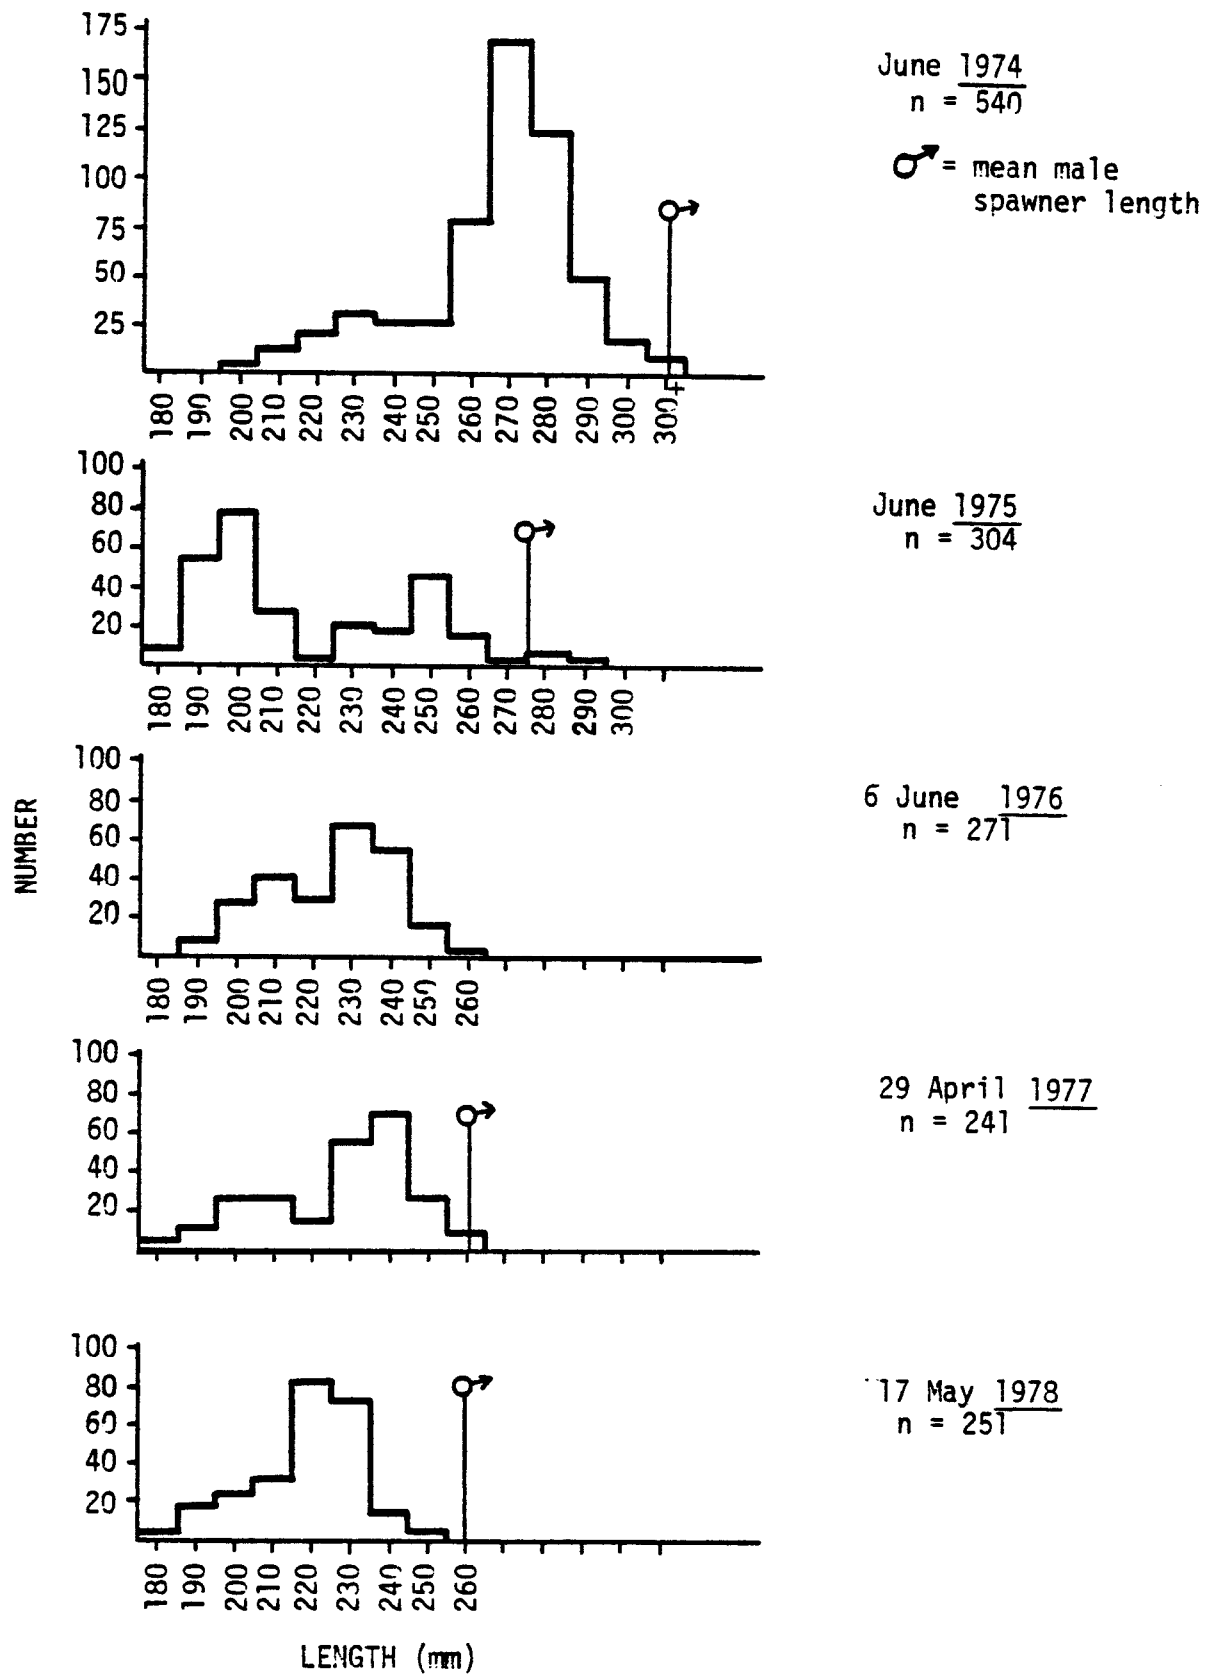 175
150
125
100
75
50
25
180 190 200 210 220 230 240 250 260 270 280 290 300 300+
June 1974
n = 540
♂ = mean male
spawner length
100
80
60
40
20
180 190 200 210 220 230 240 250 260 270 280 290 300
June 1975
n = 304
NUMBER
100
80
60
40
20
180 190 200 210 220 230 240 250 260
6 June 1976
n = 271
100
80
60
40
20
29 April 1977
n = 241
100
80
60
40
20
180 190 200 210 220 230 240 250 260
17 May 1978
n = 251
LENGTH (mm)